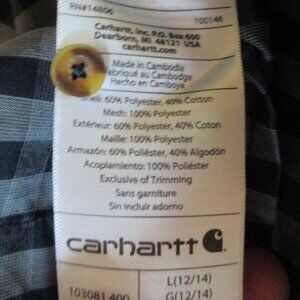 RN#14806 100146
Carhartt, Inc. P.O. Box 600
Dearborn, MI 48121 USA
carhartt.com
Made in Cambodia
abriqué au Cambodge
Hecho en Camboya
Shell: 60% Polyester, 40% Cotton
Mesh: 100% Polyester
Extérieur: 60% Polyester, 40% Coton
Maille: 100% Polyester
Armazón: 60% Poliéster, 40% Algodón
Acoplamiento: 100% Poliéster
Exclusive of Trimming
Sans garniture
Sin incluir adorno
carhartt
103081 400
L(12/14)
G(12/14)